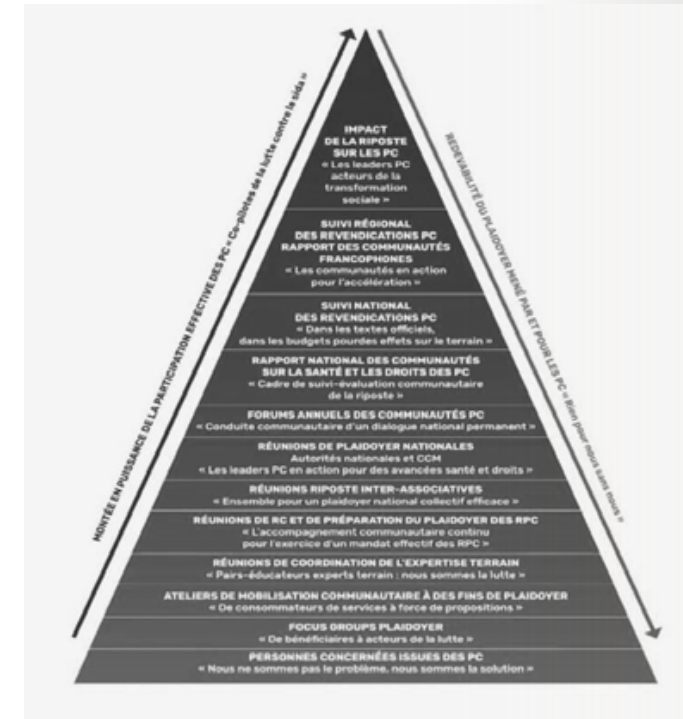 MONTÉE EN PUISSANCE DE LA PARTICIPATION EFFECTIVE DES PC « Co-pilotes de la lutte contre le sida »
REDEVABILITÉ DU PLAIDOYER MENÉ PAR ET POUR LES PC « Rien pour nous sans nous »
IMPACT
DE LA RIPOSTE
SUR LES PC
« Les leaders PC
acteurs de la
transformation
sociale »
SUIVI RÉGIONAL
DES REVENDICATIONS PC
RAPPORT DES COMMUNAUTÉS
FRANCOPHONES
« Les communautés en action
pour l'accélération »
SUIVI NATIONAL
DES REVENDICATIONS PC
« Dans les textes officiels,
dans les budgets pourdes effets sur le terrain »
RAPPORT NATIONAL DES COMMUNAUTÉS
SUR LA SANTÉ ET LES DROITS DES PC
« Cadre de suivi-évaluation communautaire
de la riposte »
FORUMS ANNUELS DES COMMUNAUTÉS PC
« Conduite communautaire d'un dialogue national permanent »
RÉUNIONS DE PLAIDOYER NATIONALES
Autorités nationales et CCM
« Les leaders PC en action pour des avancées santé et droits »
RÉUNIONS RIPOSTE INTER-ASSOCIATIVES
« Ensemble pour un plaidoyer national collectif efficace »
RÉUNIONS DE RC ET DE PRÉPARATION DU PLAIDOYER DES RPC
« L'accompagnement communautaire continu
pour l'exercice d'un mandat effectif des RPC »
RÉUNIONS DE COORDINATION DE L'EXPERTISE TERRAIN
« Pairs-éducateurs experts terrain : nous sommes la lutte »
ATELIERS DE MOBILISATION COMMUNAUTAIRE À DES FINS DE PLAIDOYER
« De consommateurs de services à force de propositions »
FOCUS GROUPS PLAIDOYER
« De bénéficiaires à acteurs de la lutte »
PERSONNES CONCERNÉES ISSUES DES PC
« Nous ne sommes pas le problème, nous sommes la solution »